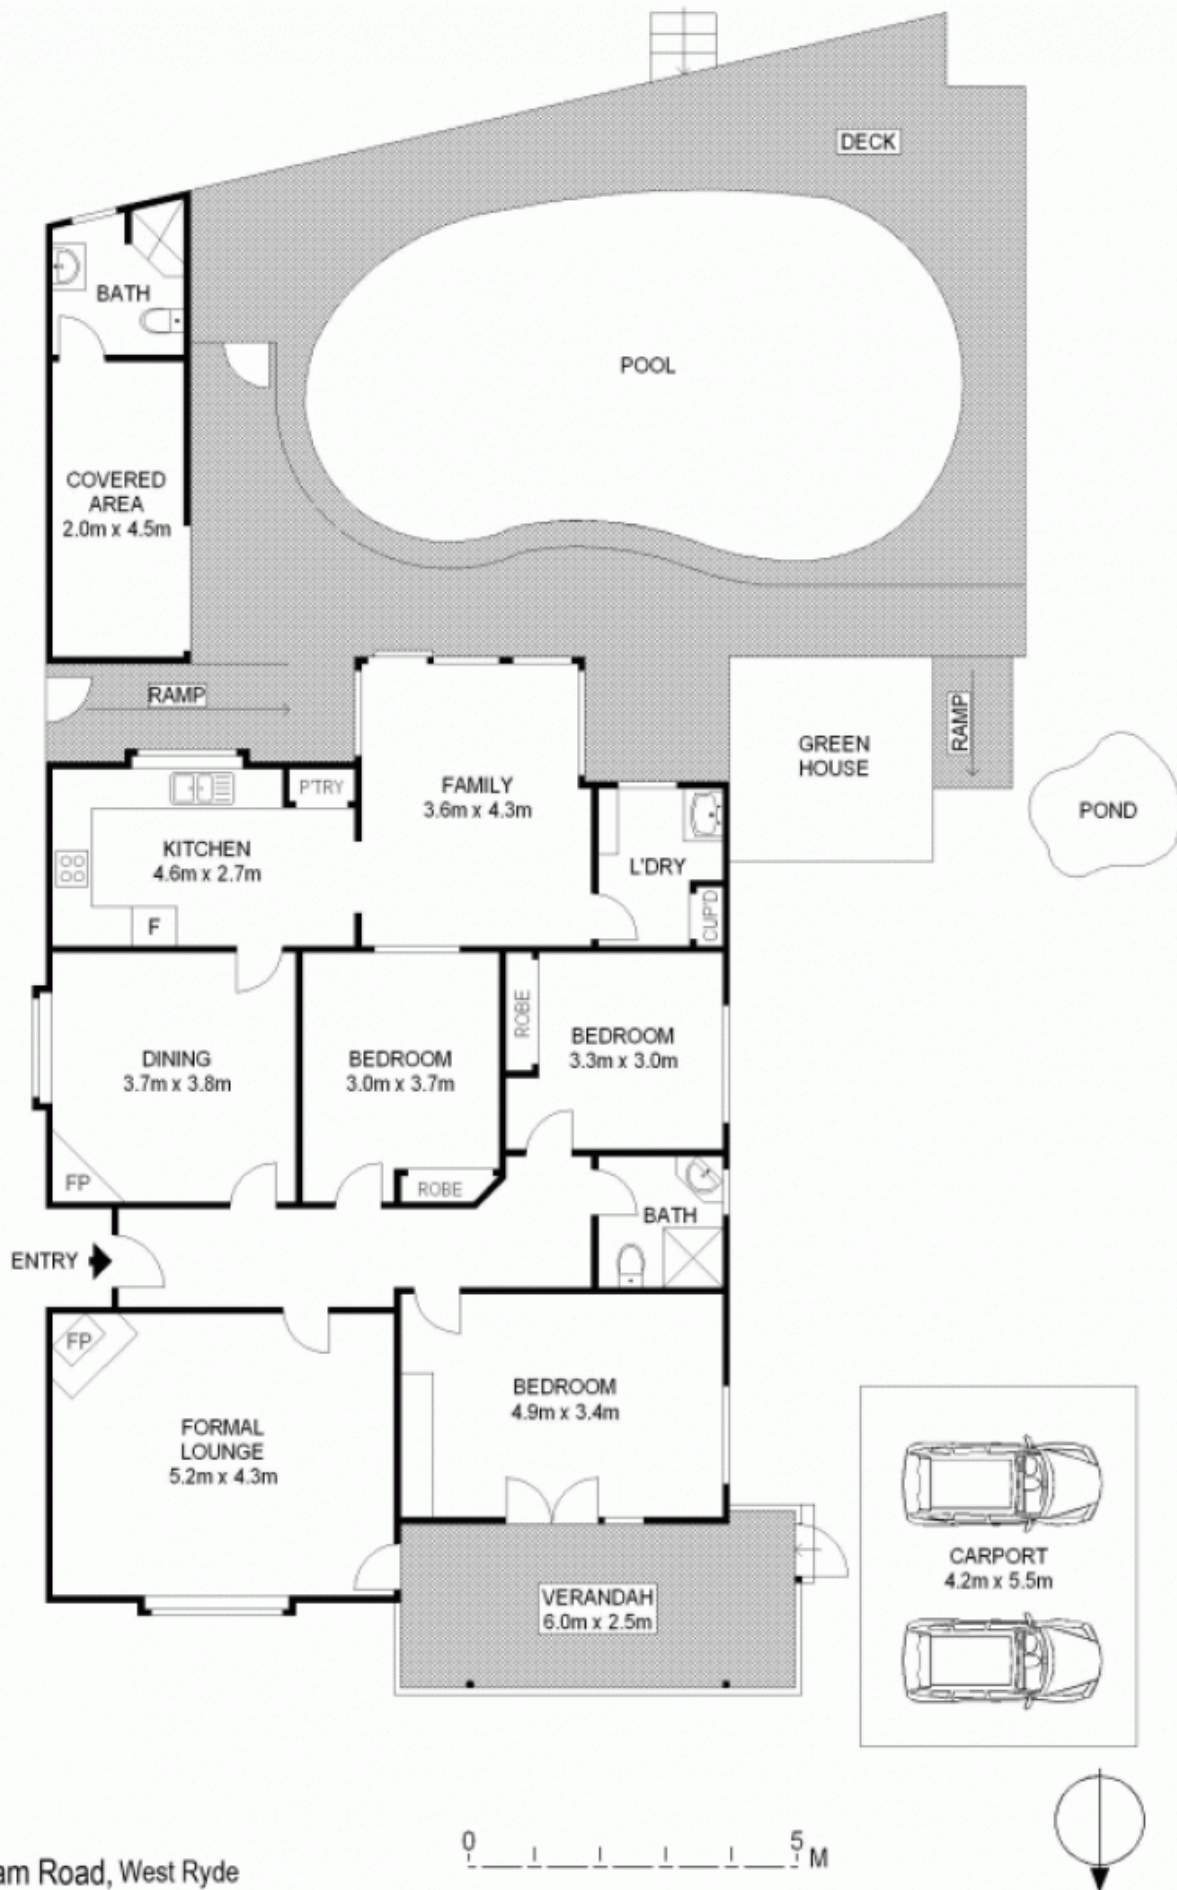 DECK
BATH
POOL
COVERED
AREA
2.0m x 4.5m
RAMP
RAMP
GREEN
HOUSE
POND
P'TRY
FAMILY
3.6m x 4.3m
KITCHEN
4.6m x 2.7m
F
L'DRY
CUP'D
DINING
3.7m x 3.8m
BEDROOM
3.0m x 3.7m
ROBE
BEDROOM
3.3m x 3.0m
FP
ROBE
BATH
ENTRY
FP
FORMAL
LOUNGE
5.2m x 4.3m
BEDROOM
4.9m x 3.4m
VERANDAH
6.0m x 2.5m
CARPORT
4.2m x 5.5m
0 5 M
am Road, West Ryde